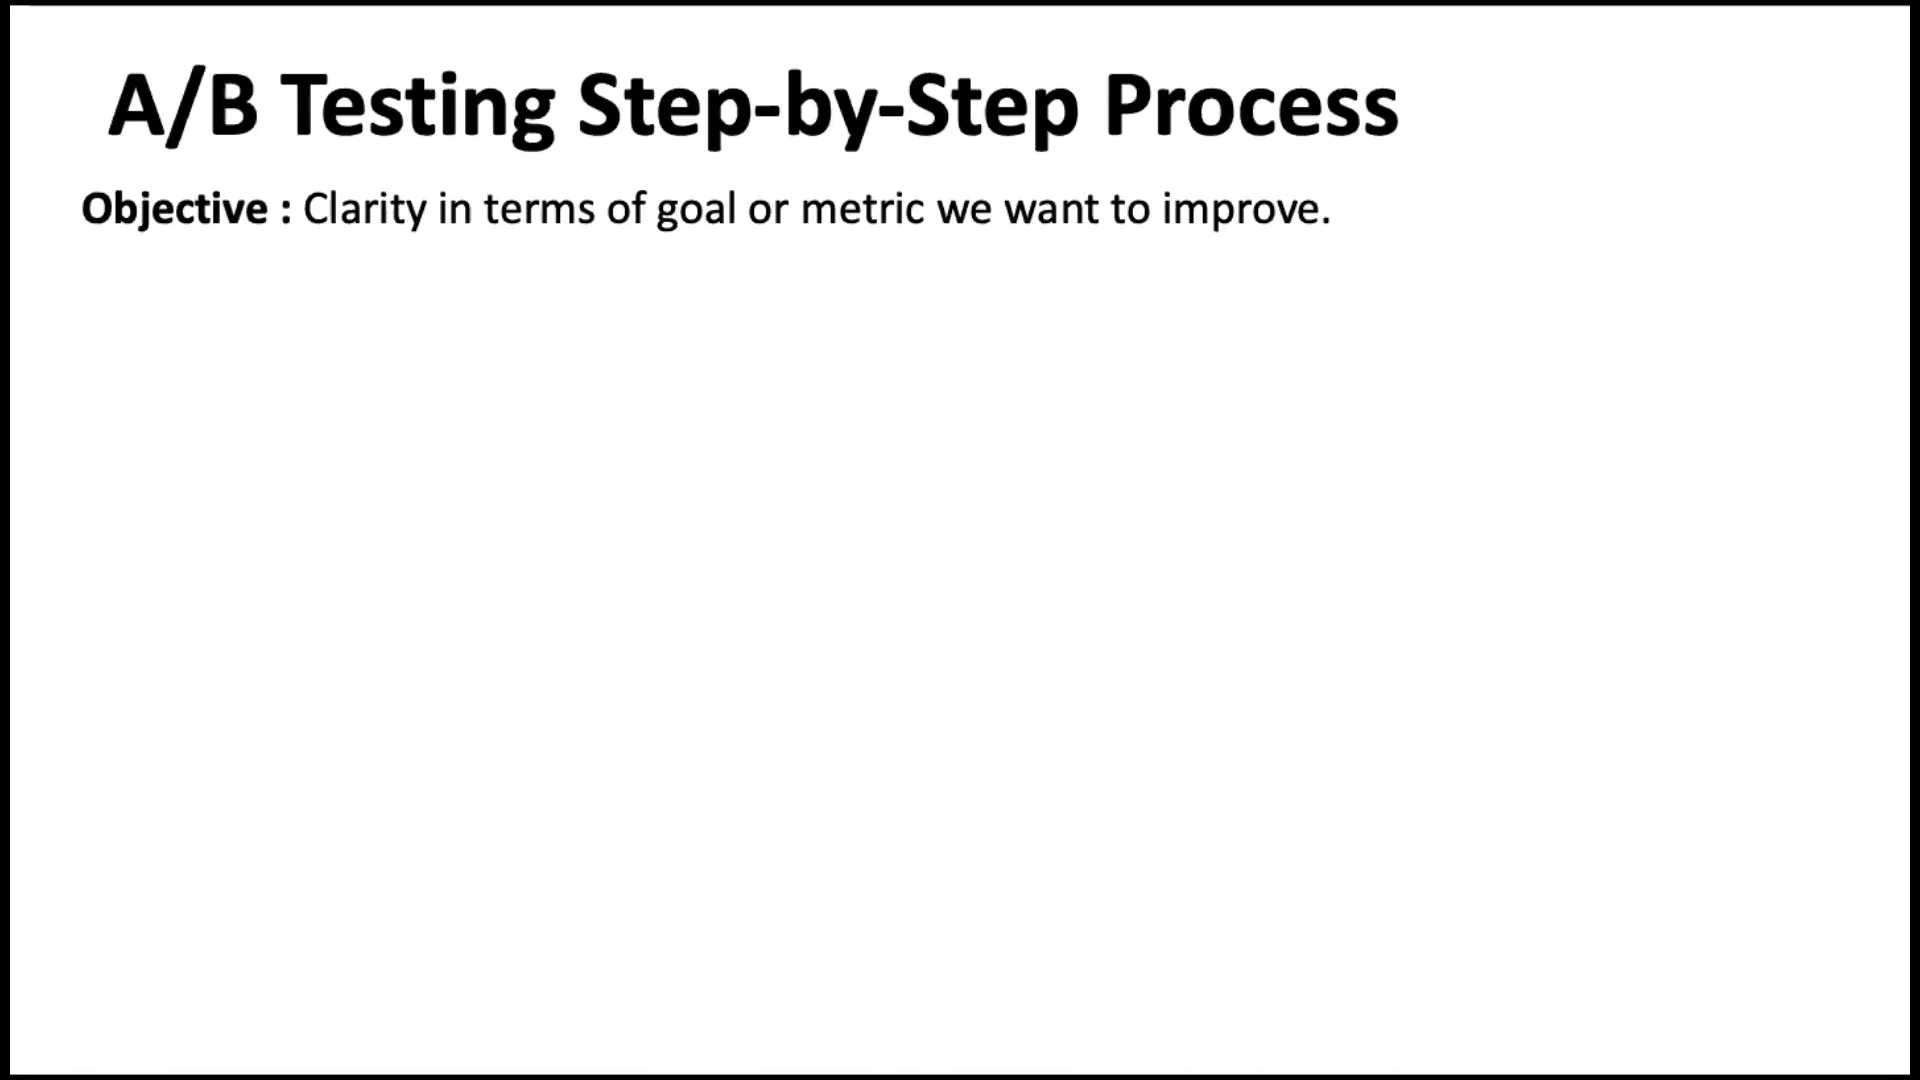 A/B Testing Step-by-Step Process
Objective : Clarity in terms of goal or metric we want to improve.